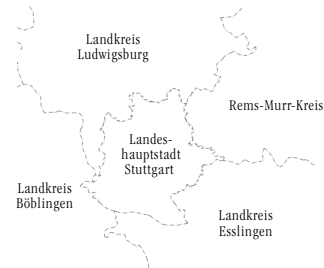 Landkreis
Ludwigsburg
Rems-Murr-Kreis
Landes-
hauptstadt
Stuttgart
Landkreis
Böblingen
Landkreis
Esslingen